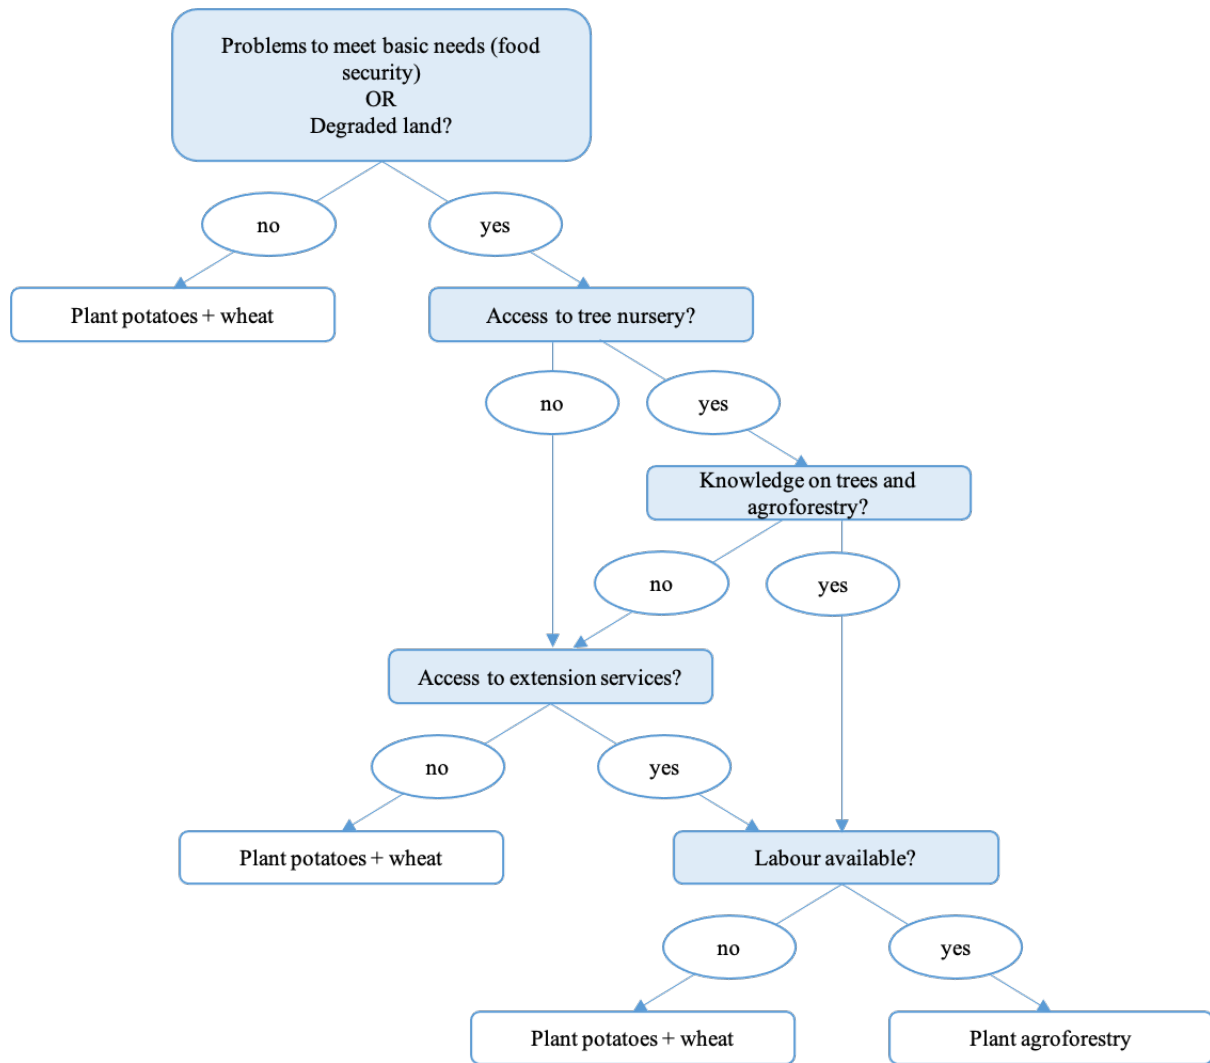 Problems to meet basic needs (food
security)
OR
Degraded land?
no
yes
Plant potatoes + wheat
Access to tree nursery?
no
yes
Knowledge on trees and
agroforestry?
no
yes
Access to extension services?
no
yes
Plant potatoes + wheat
Labour available?
no
yes
Plant potatoes + wheat
Plant agroforestry